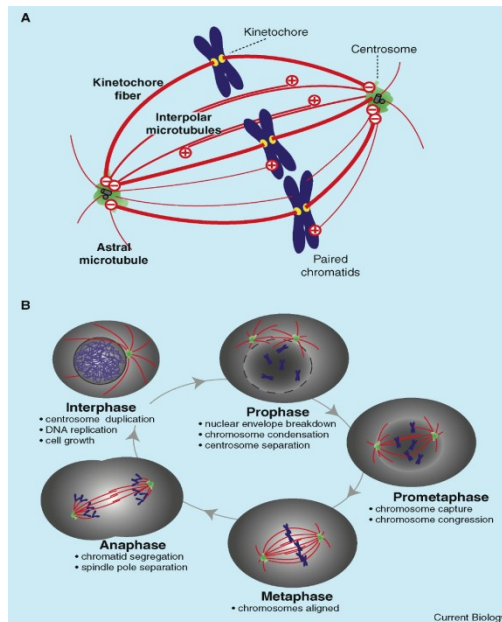 A
Kinetochore
Centrosome
Kinetochore
fiber
Interpolar
microtubules
Astral
microtubule
Paired
chromatids
B
Interphase
• centrosome duplication
• DNA replication
• cell growth
Prophase
• nuclear envelope breakdown
• chromosome condensation
• centrosome separation
Prometaphase
• chromosome capture
• chromosome congression
Anaphase
• chromatid segregation
• spindle pole separation
Metaphase
• chromosomes aligned
Current Biology